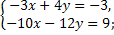 −3x + 4y = −3,
−10x − 12y = 9;